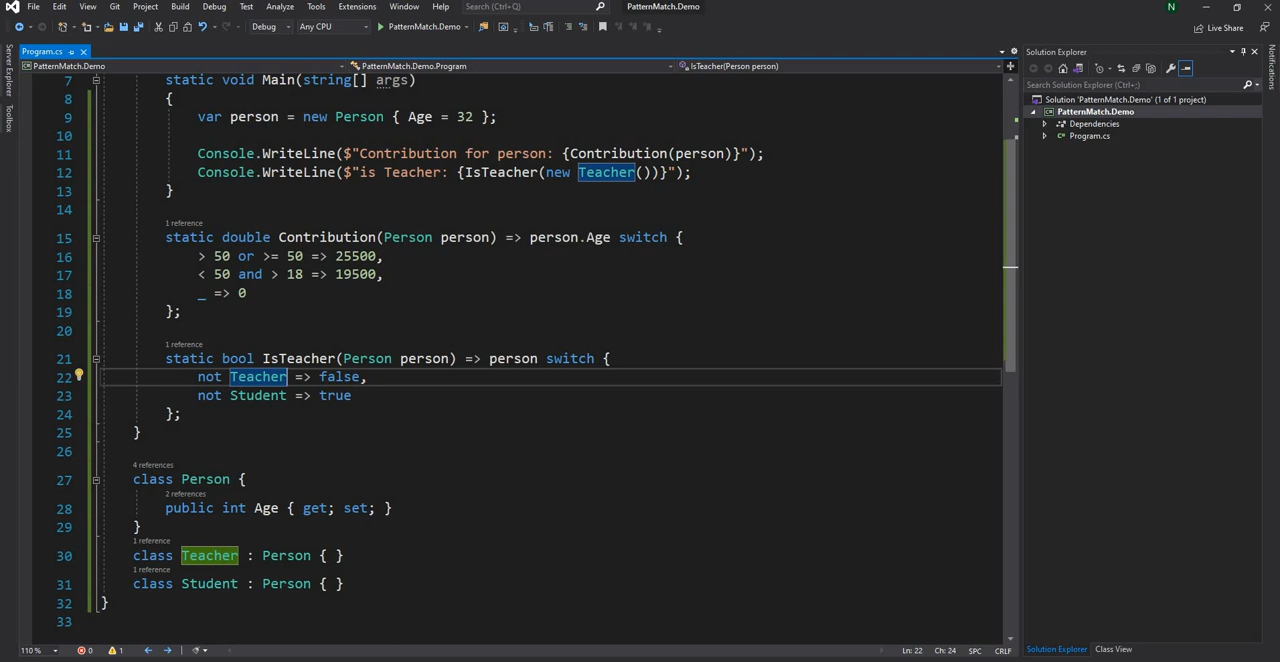 File Edit View Git Project Build Debug Test Analyze Tools Extensions Window Help Search (Ctrl+Q) PatternMatch.Demo N
Debug Any CPU PatternMatch.Demo Live Share
Server Explorer
Toolbox
Program.cs
PatternMatch.Demo PatternMatch.Demo.Program IsTeacher(Person person)
7 static void Main(string[] args)
8 {
9 var person = new Person { Age = 32 };
10
11 Console.WriteLine($"Contribution for person: {Contribution(person)}");
12 Console.WriteLine($"is Teacher: {IsTeacher(new Teacher())}");
13 }
14
1 reference
15 static double Contribution(Person person) => person.Age switch {
16 > 50 or >= 50 => 25500,
17 < 50 and > 18 => 19500,
18 _ => 0
19 };
20
1 reference
21 static bool IsTeacher(Person person) => person switch {
22 not Teacher => false,
23 not Student => true
24 };
25 }
26
4 references
27 class Person {
2 references
28 public int Age { get; set; }
29 }
1 reference
30 class Teacher : Person { }
1 reference
31 class Student : Person { }
32 }
33
110 % 0 1 Ln: 22 Ch: 24 SPC CRLF
Solution Explorer
Search Solution Explorer (Ctrl+;)
Solution 'PatternMatch.Demo' (1 of 1 project)
PatternMatch.Demo
Dependencies
C# Program.cs
Solution Explorer Class View
Notifications